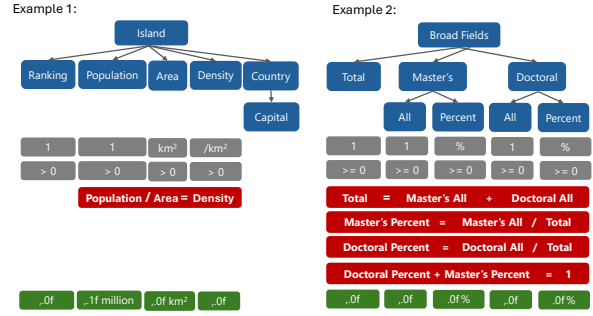 Example 1:
Island
Ranking Population Area Density Country
Capital
1 1 km² /km²
> 0 > 0 > 0 > 0
Population / Area = Density
,.0f ,.1f million ,.0f km² ,.0f
Example 2:
Broad Fields
Total Master's Doctoral
All Percent All Percent
1 1 % 1 %
>= 0 >= 0 >= 0 >= 0 >= 0
Total = Master's All + Doctoral All
Master's Percent = Master's All / Total
Doctoral Percent = Doctoral All / Total
Doctoral Percent + Master's Percent = 1
,.0f ,.0f .0f % ,.0f .0f %